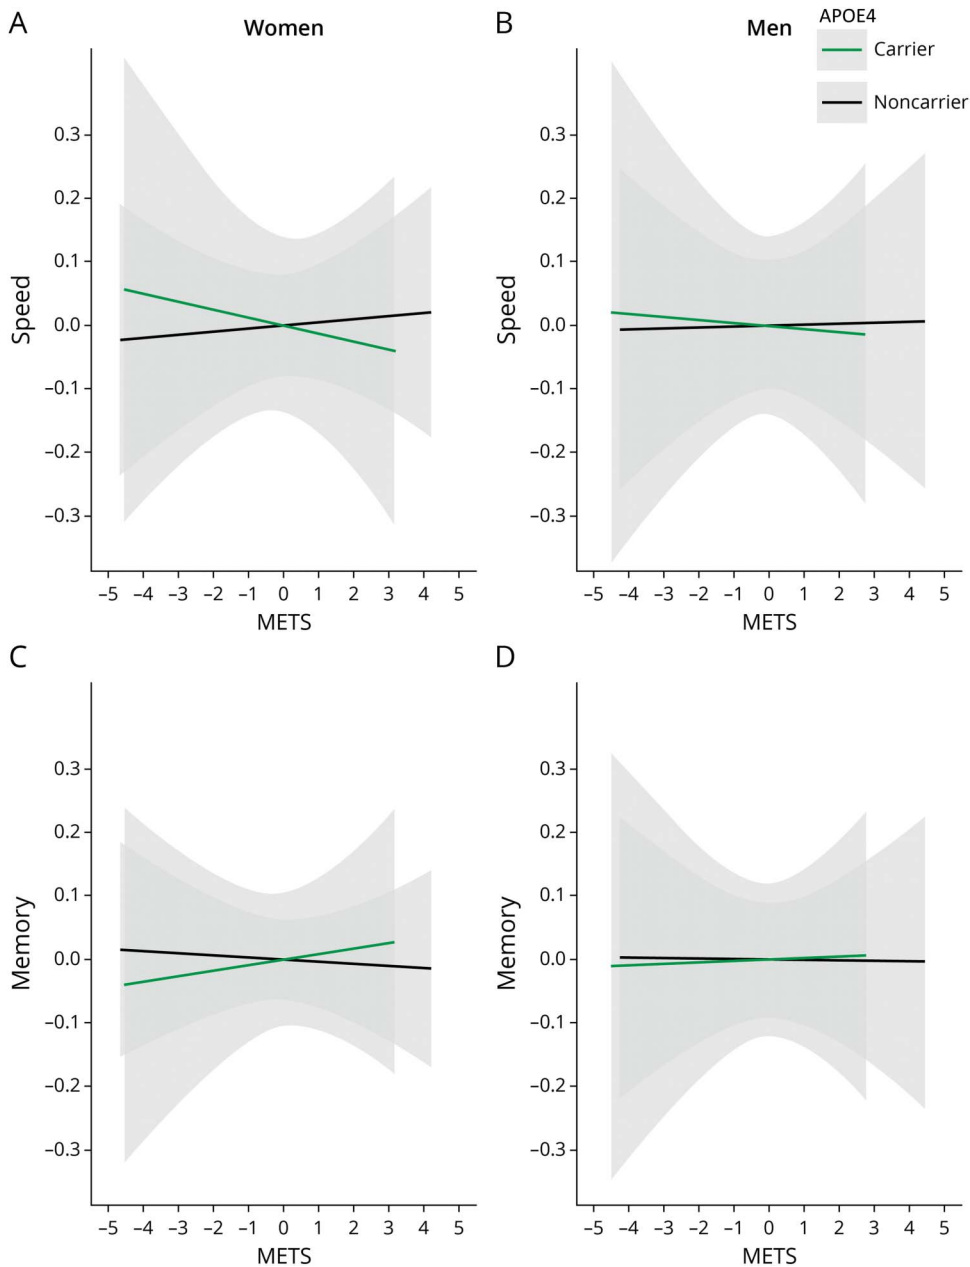 A
Women
Speed
0.3
0.2
0.1
0.0
–0.1
–0.2
–0.3
–5 –4 –3 –2 –1 0 1 2 3 4 5
METS
B
Men
APOE4
Carrier
Noncarrier
Speed
0.3
0.2
0.1
0.0
–0.1
–0.2
–0.3
–5 –4 –3 –2 –1 0 1 2 3 4 5
METS
C
Memory
0.3
0.2
0.1
0.0
–0.1
–0.2
–0.3
–5 –4 –3 –2 –1 0 1 2 3 4 5
METS
D
Memory
0.3
0.2
0.1
0.0
–0.1
–0.2
–0.3
–5 –4 –3 –2 –1 0 1 2 3 4 5
METS